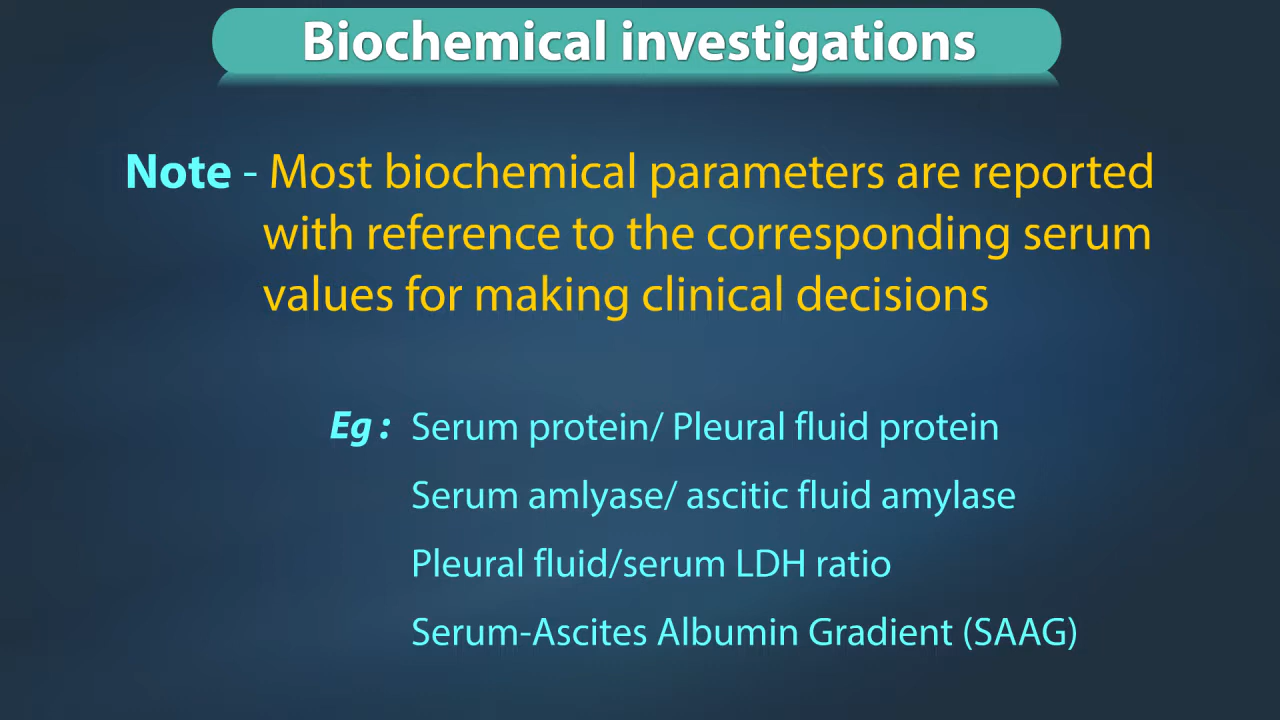 Biochemical investigations
Note - Most biochemical parameters are reported
with reference to the corresponding serum
values for making clinical decisions
Eg : Serum protein/ Pleural fluid protein
Serum amlyase/ ascitic fluid amylase
Pleural fluid/serum LDH ratio
Serum-Ascites Albumin Gradient (SAAG)